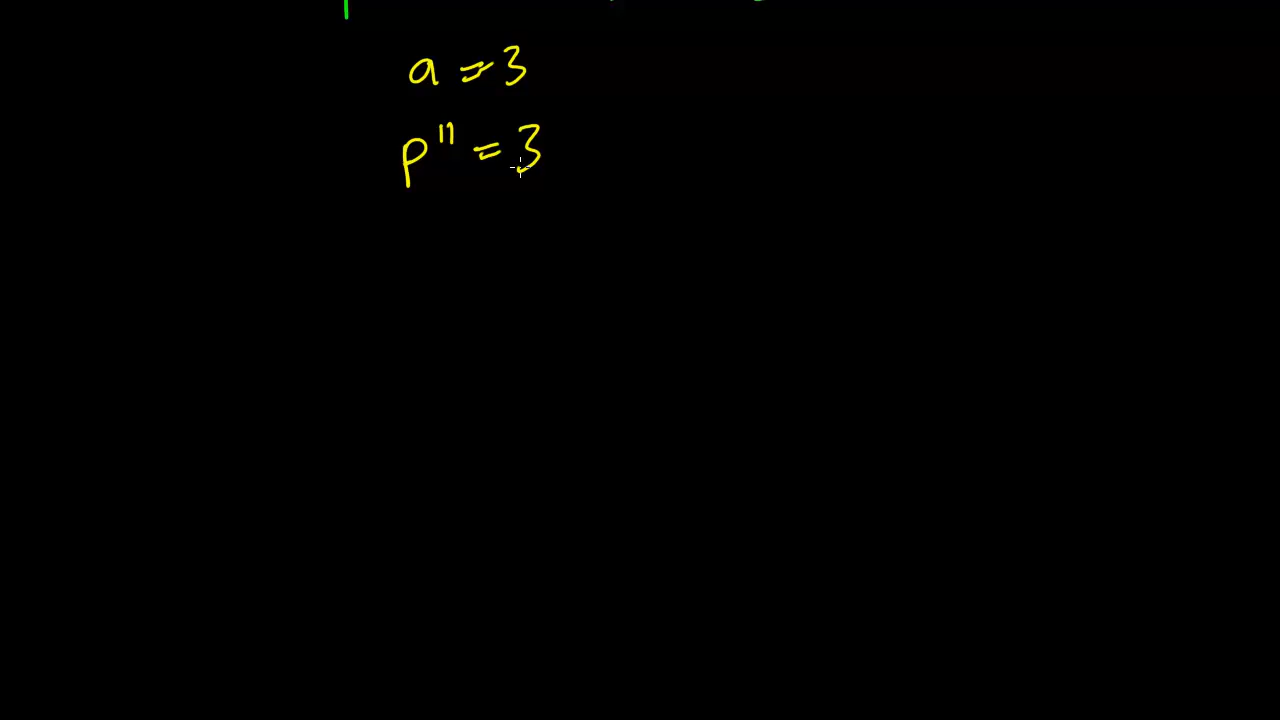 a = 3
p'' = 3